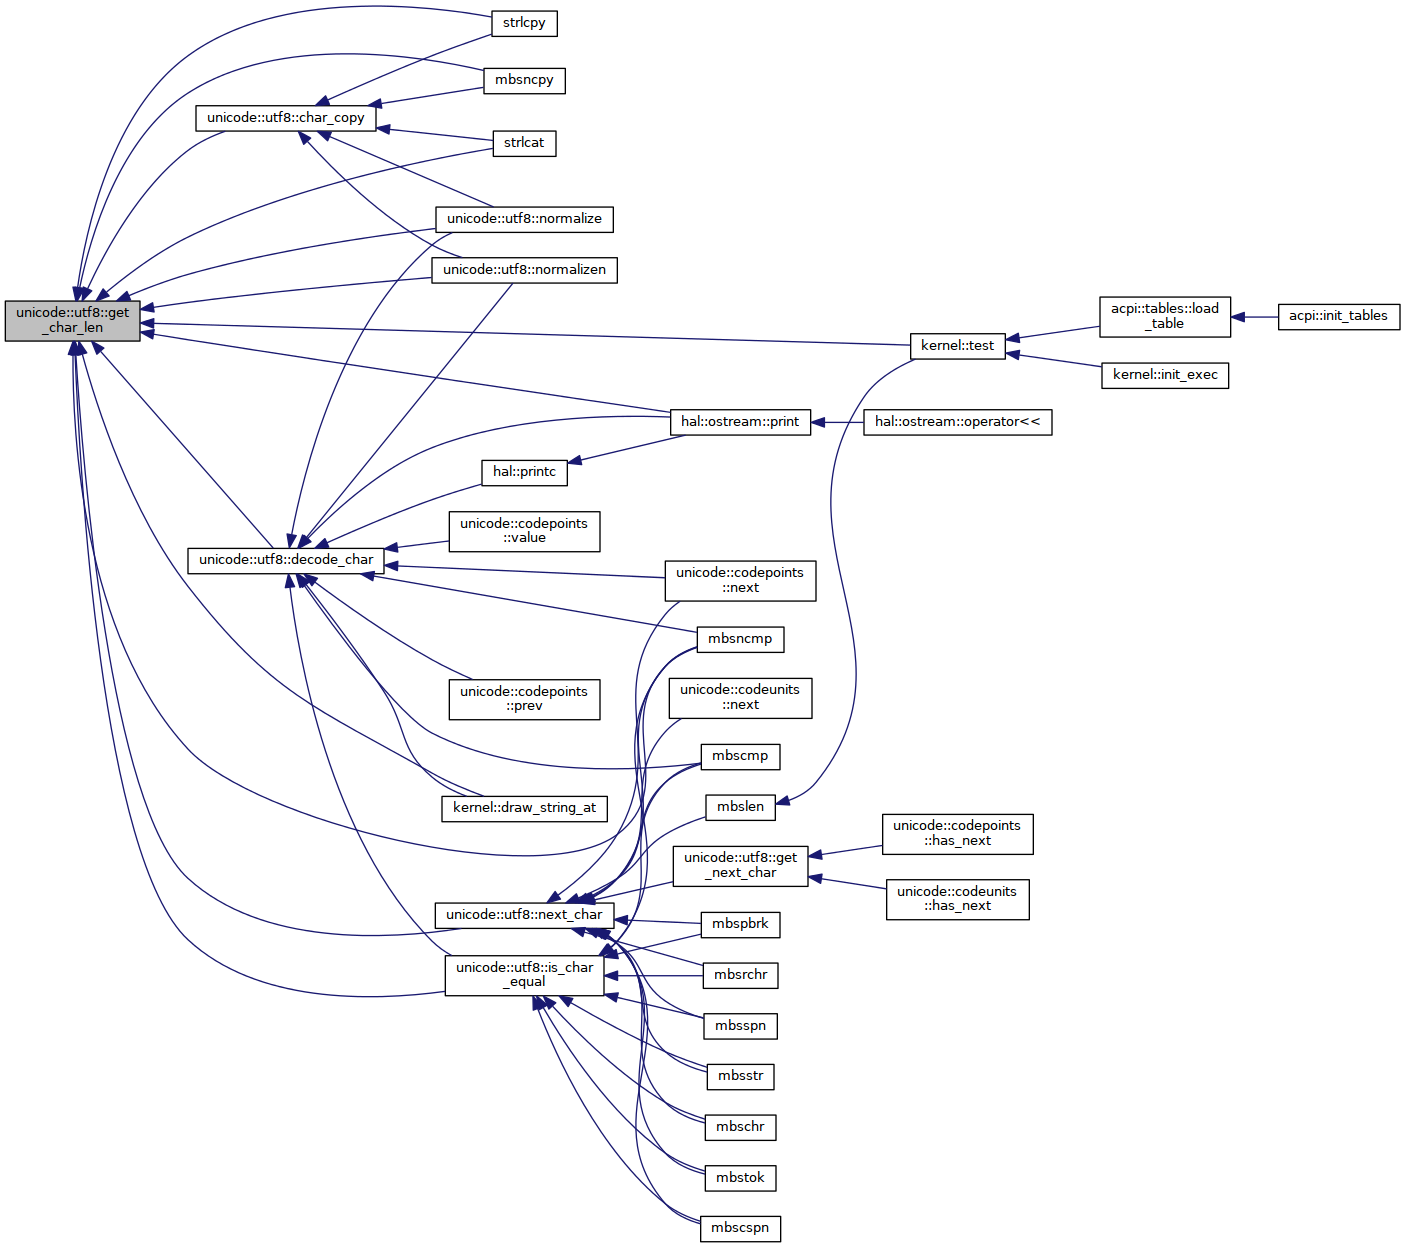 strlcpy
mbsncpy
unicode::utf8::char_copy
strlcat
unicode::utf8::normalize
unicode::utf8::normalizen
unicode::utf8::get
_char_len
acpi::tables::load
_table
acpi::init_tables
kernel::test
kernel::init_exec
hal::ostream::print
hal::ostream::operator<<
hal::printc
unicode::codepoints
::value
unicode::utf8::decode_char
unicode::codepoints
::next
mbsncmp
unicode::codepoints
::prev
unicode::codeunits
::next
mbscmp
kernel::draw_string_at
mbslen
unicode::codepoints
::has_next
unicode::utf8::get
_next_char
unicode::codeunits
::has_next
unicode::utf8::next_char
mbspbrk
unicode::utf8::is_char
_equal
mbsrchr
mbsspn
mbsstr
mbschr
mbstok
mbscspn